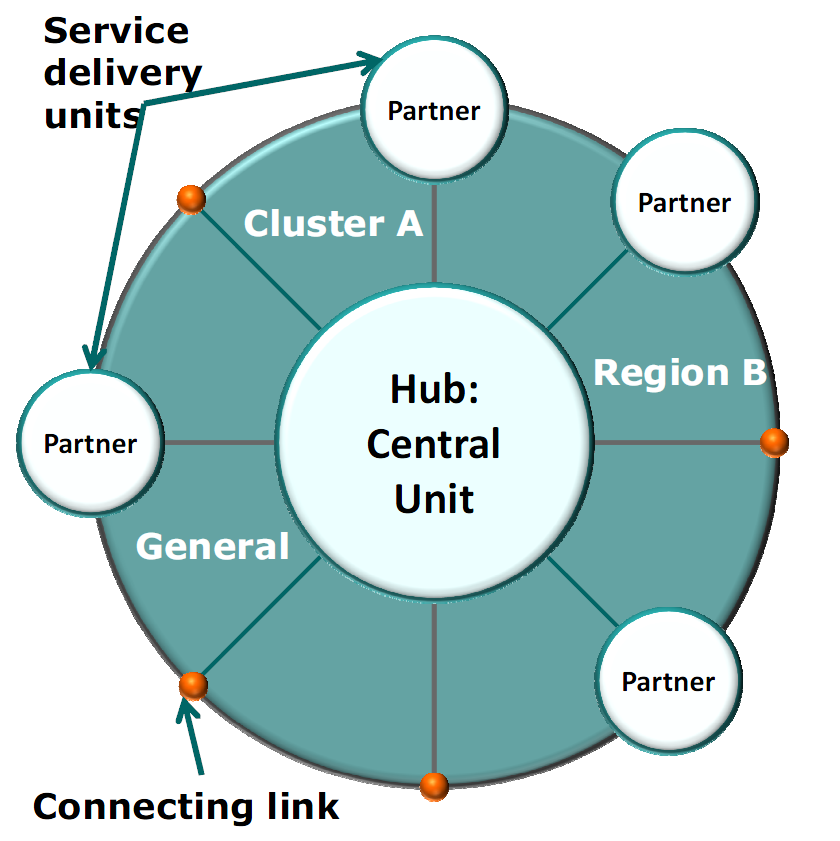 Service
delivery
units
Partner
Partner
Cluster A
Region B
Hub:
Central
Unit
Partner
General
Partner
Connecting link